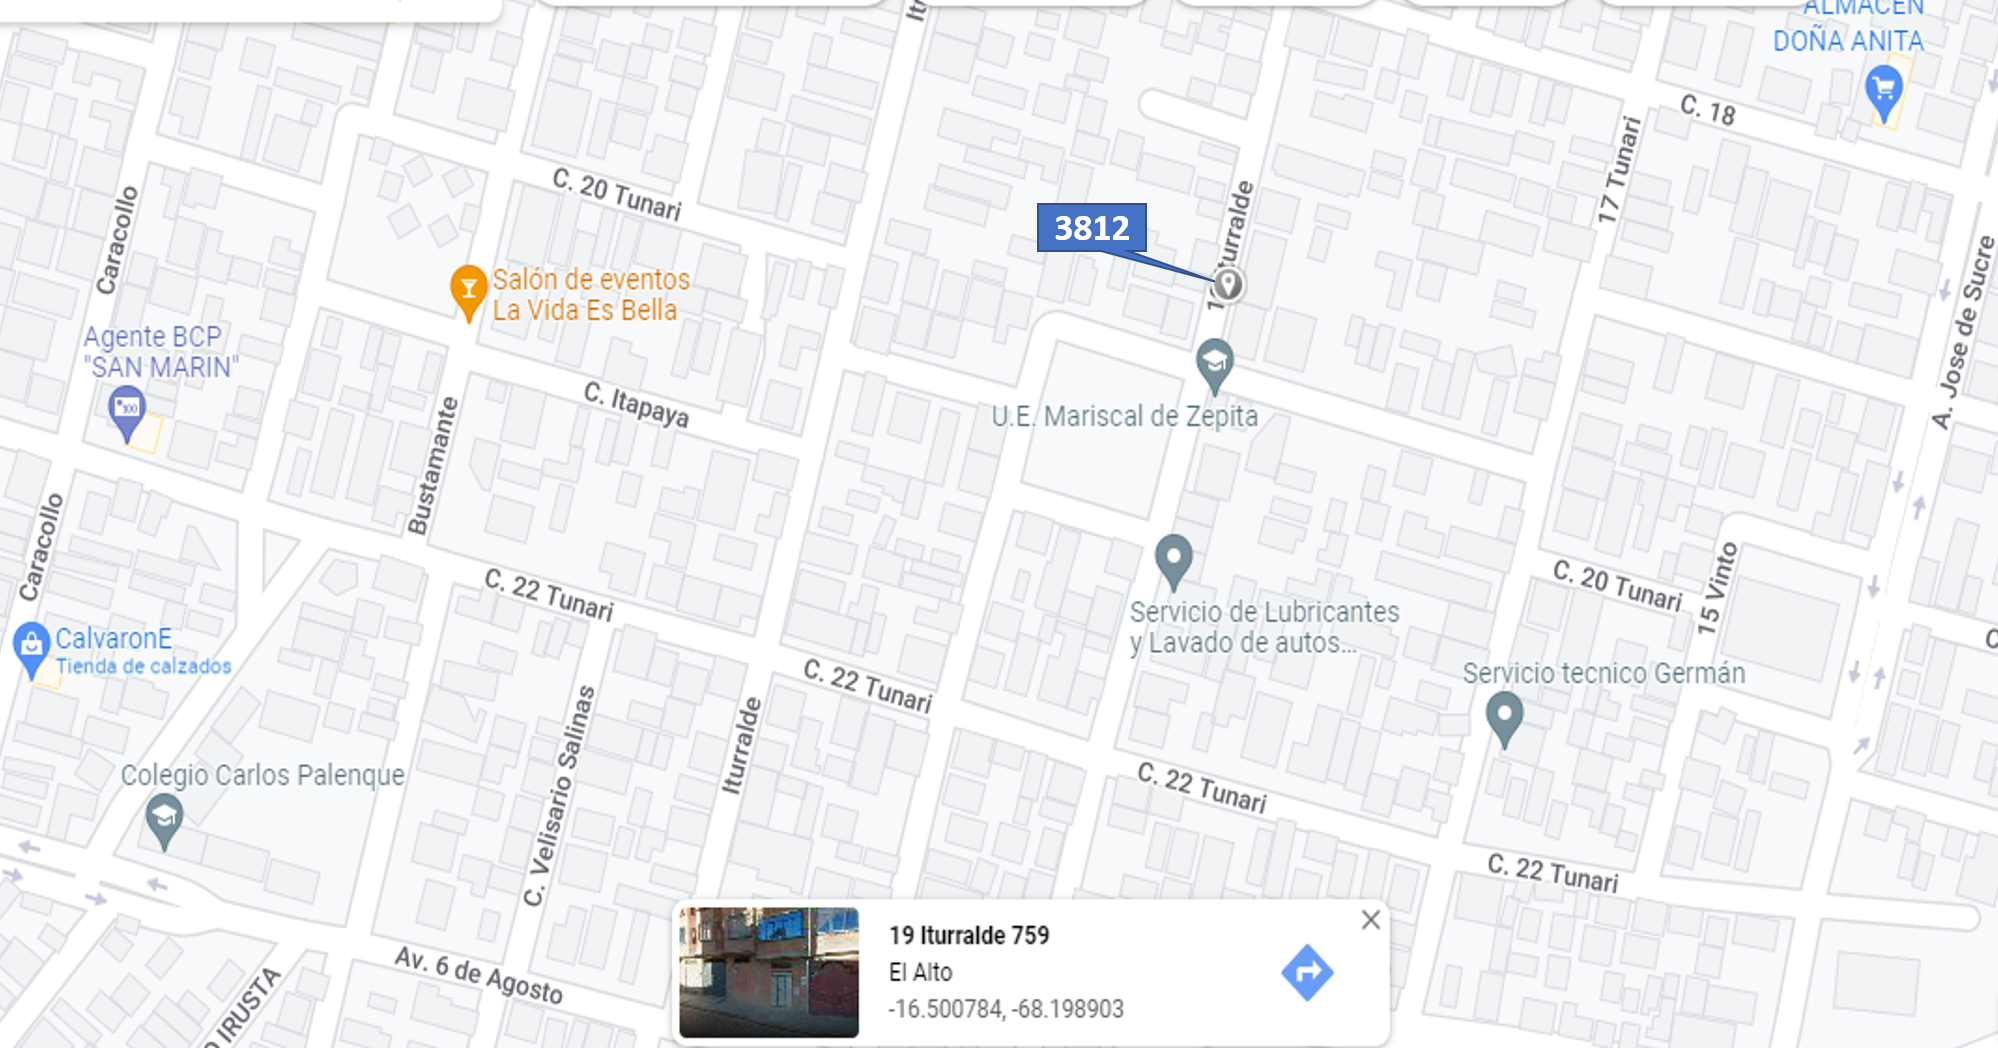 ALMACEN
DOÑA ANITA
C. 18
17 Tunari
C. 20 Tunari
Caracollo
3812
Iturralde
A. Jose de Sucre
Salón de eventos
La Vida Es Bella
Agente BCP
"SAN MARIN"
C. Itapaya
U.E. Mariscal de Zepita
Bustamante
Caracollo
C. 22 Tunari
C. 20 Tunari
15 Vinto
Servicio de Lubricantes
y Lavado de autos...
CalvaronE
Tienda de calzados
C. 22 Tunari
Servicio tecnico Germán
C. Velisario Salinas
Iturralde
Colegio Carlos Palenque
C. 22 Tunari
C. 22 Tunari
Av. 6 de Agosto
IRUSTA
19 Iturralde 759
El Alto
-16.500784, -68.198903